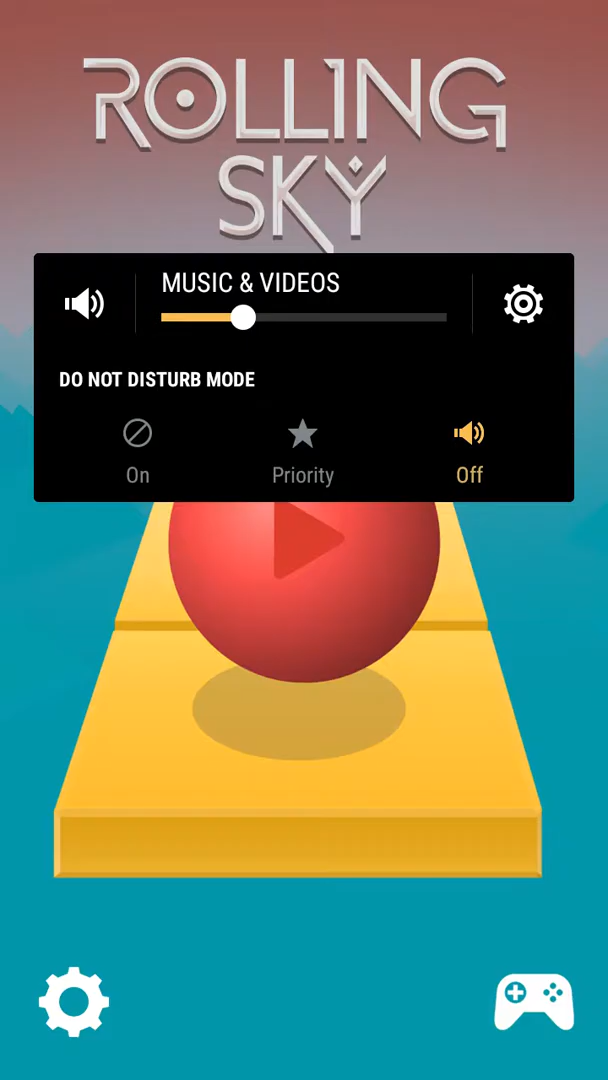 ROLLING
SKY
MUSIC & VIDEOS
DO NOT DISTURB MODE
On Priority Off